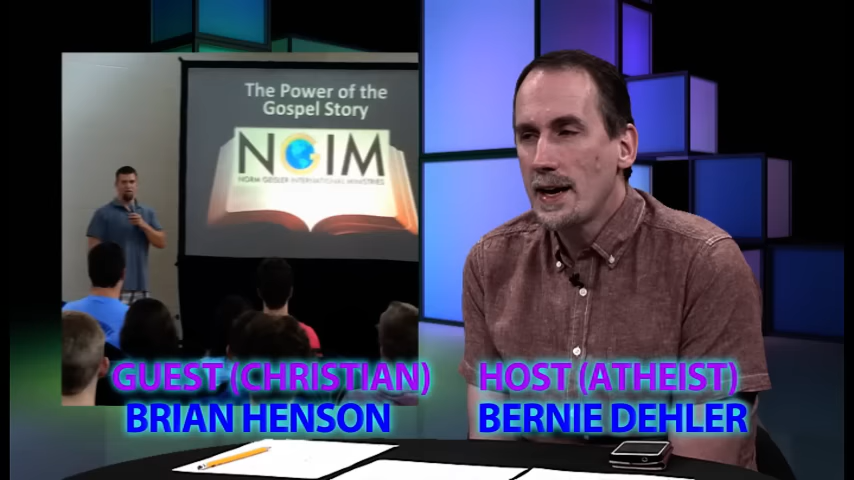 The Power of the
Gospel Story
NGIM
NORM GEISLER INTERNATIONAL MINISTRIES
GUEST (CHRISTIAN)
BRIAN HENSON
HOST (ATHEIST)
BERNIE DEHLER